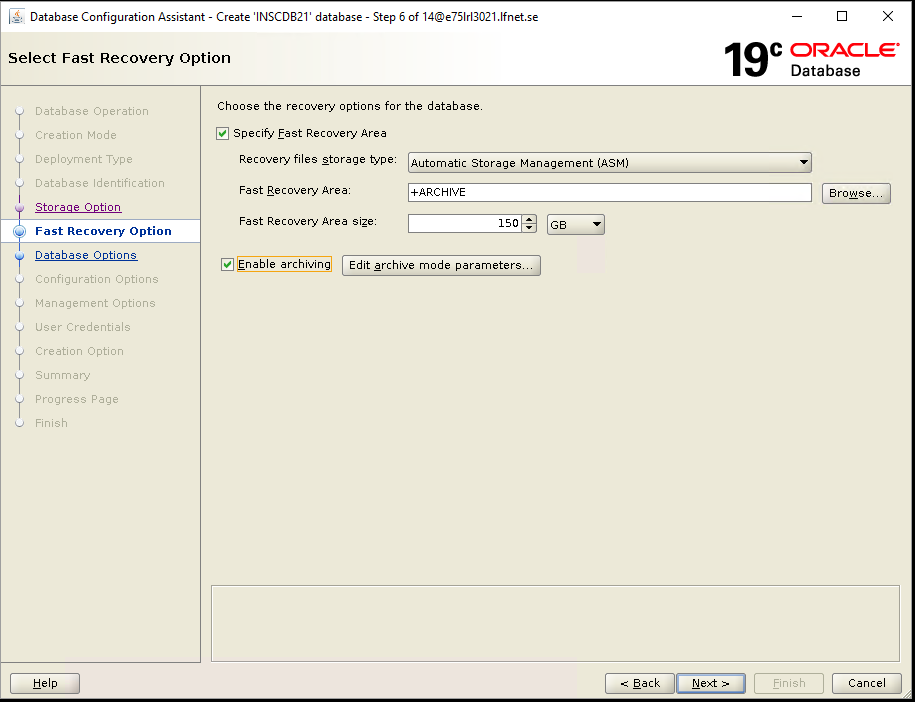 Database Configuration Assistant - Create 'INSCDB21' database - Step 6 of 14@e75lrl3021.lfnet.se
Select Fast Recovery Option
19c ORACLE
Database
Database Operation
Creation Mode
Deployment Type
Database Identification
Storage Option
Fast Recovery Option
Database Options
Configuration Options
Management Options
User Credentials
Creation Option
Summary
Progress Page
Finish
Choose the recovery options for the database.
Specify Fast Recovery Area
Recovery files storage type: Automatic Storage Management (ASM)
Fast Recovery Area: +ARCHIVE Browse...
Fast Recovery Area size: 150 GB
Enable archiving Edit archive mode parameters...
Help < Back Next > Finish Cancel